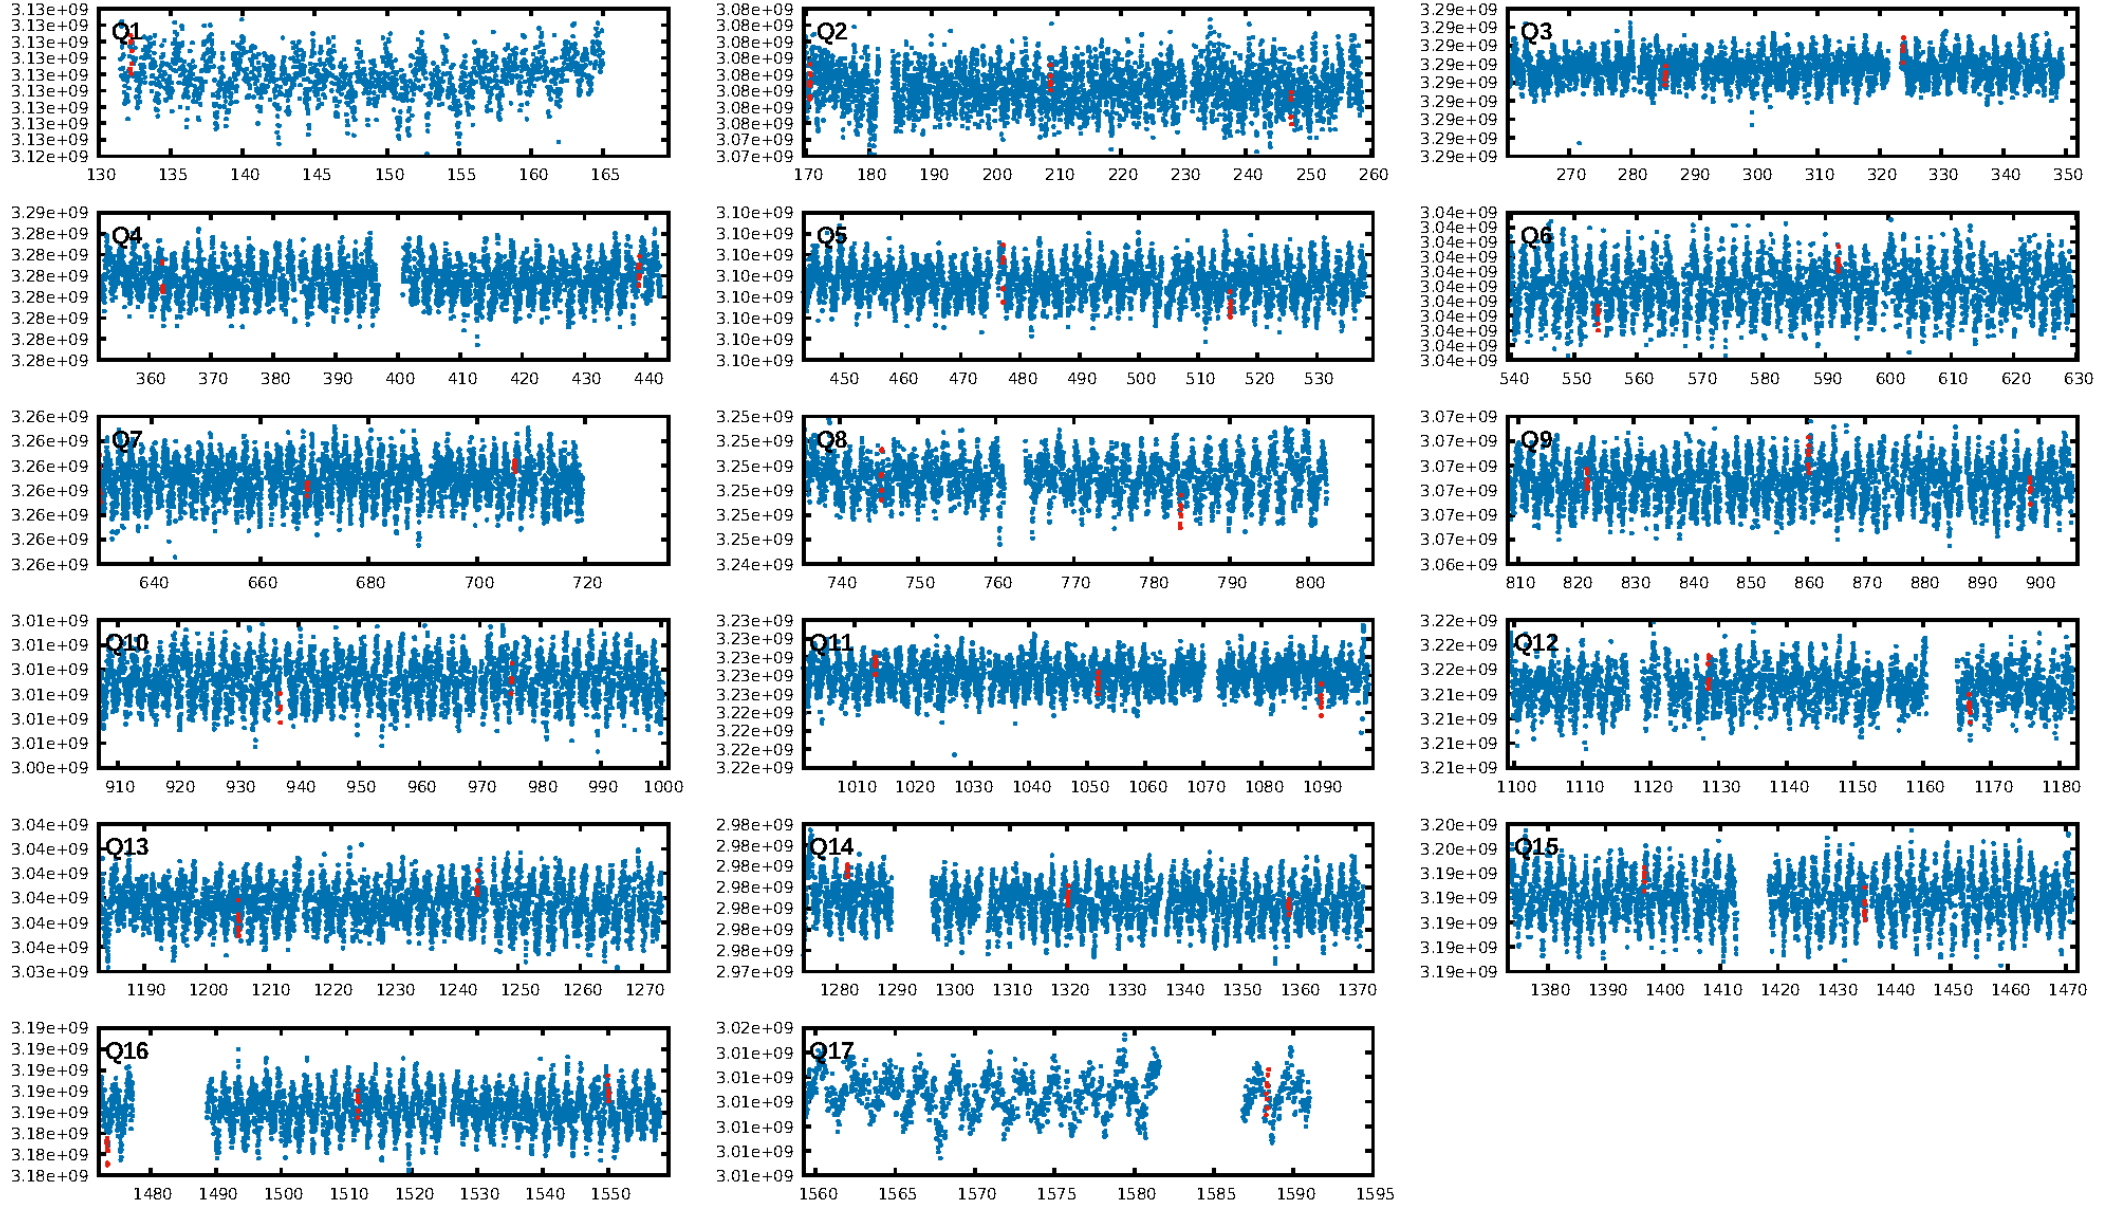 3.13e+09 3.13e+09 3.13e+09 3.13e+09 3.13e+09 3.13e+09 3.13e+09 3.13e+09 3.13e+09 3.12e+09
Q1
130 135 140 145 150 155 160 165
3.08e+09 3.08e+09 3.08e+09 3.08e+09 3.08e+09 3.08e+09 3.08e+09 3.08e+09 3.07e+09 3.07e+09
Q2
170 180 190 200 210 220 230 240 250 260
3.29e+09 3.29e+09 3.29e+09 3.29e+09 3.29e+09 3.29e+09 3.29e+09 3.29e+09 3.29e+09
Q3
270 280 290 300 310 320 330 340 350
3.29e+09 3.28e+09 3.28e+09 3.28e+09 3.28e+09 3.28e+09 3.28e+09 3.28e+09
Q4
360 370 380 390 400 410 420 430 440
3.10e+09 3.10e+09 3.10e+09 3.10e+09 3.10e+09 3.10e+09 3.10e+09 3.10e+09
Q5
450 460 470 480 490 500 510 520 530
3.04e+09 3.04e+09 3.04e+09 3.04e+09 3.04e+09 3.04e+09 3.04e+09 3.04e+09 3.04e+09 3.04e+09 3.04e+09
Q6
540 550 560 570 580 590 600 610 620 630
3.26e+09 3.26e+09 3.26e+09 3.26e+09 3.26e+09 3.26e+09 3.26e+09
Q7
640 660 680 700 720
3.25e+09 3.25e+09 3.25e+09 3.25e+09 3.25e+09 3.25e+09 3.24e+09
Q8
740 750 760 770 780 790 800
3.07e+09 3.07e+09 3.07e+09 3.07e+09 3.07e+09 3.07e+09 3.06e+09
Q9
810 820 830 840 850 860 870 880 890 900
3.01e+09 3.01e+09 3.01e+09 3.01e+09 3.01e+09 3.01e+09 3.00e+09
Q10
910 920 930 940 950 960 970 980 990 1000
3.23e+09 3.23e+09 3.23e+09 3.23e+09 3.23e+09 3.22e+09 3.22e+09 3.22e+09 3.22e+09
Q11
1010 1020 1030 1040 1050 1060 1070 1080 1090
3.22e+09 3.22e+09 3.22e+09 3.21e+09 3.21e+09 3.21e+09 3.21e+09
Q12
1100 1110 1120 1130 1140 1150 1160 1170 1180
3.04e+09 3.04e+09 3.04e+09 3.04e+09 3.04e+09 3.04e+09 3.03e+09
Q13
1190 1200 1210 1220 1230 1240 1250 1260 1270
2.98e+09 2.98e+09 2.98e+09 2.98e+09 2.98e+09 2.98e+09 2.98e+09 2.97e+09
Q14
1280 1290 1300 1310 1320 1330 1340 1350 1360 1370
3.20e+09 3.20e+09 3.19e+09 3.19e+09 3.19e+09 3.19e+09 3.19e+09
Q15
1380 1390 1400 1410 1420 1430 1440 1450 1460 1470
3.19e+09 3.19e+09 3.19e+09 3.19e+09 3.19e+09 3.18e+09 3.18e+09 3.18e+09
Q16
1480 1490 1500 1510 1520 1530 1540 1550
3.02e+09 3.01e+09 3.01e+09 3.01e+09 3.01e+09 3.01e+09 3.01e+09
Q17
1560 1565 1570 1575 1580 1585 1590 1595